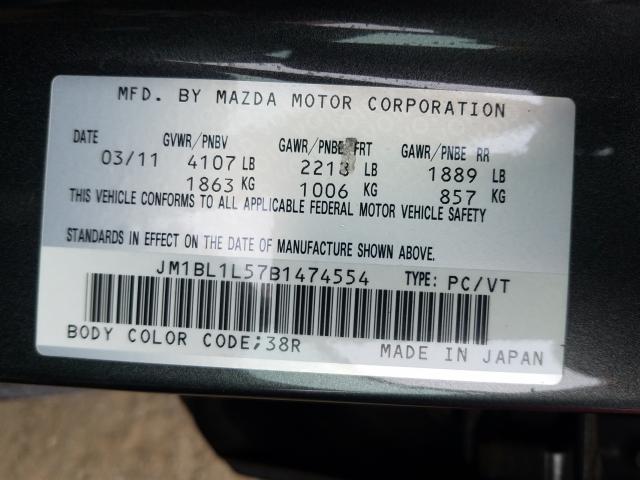 MFD. BY MAZDA MOTOR CORPORATION
DATE GVWR/PNBV GAWR/PNBE FRT GAWR/PNBE RR
03/11 4107 LB 2213 LB 1889 LB
1863 KG 1006 KG 857 KG
THIS VEHICLE CONFORMS TO ALL APPLICABLE FEDERAL MOTOR VEHICLE SAFETY
STANDARDS IN EFFECT ON THE DATE OF MANUFACTURE SHOWN ABOVE.
JM1BL1L57B1474554 TYPE: PC/VT
BODY COLOR CODE;38R MADE IN JAPAN